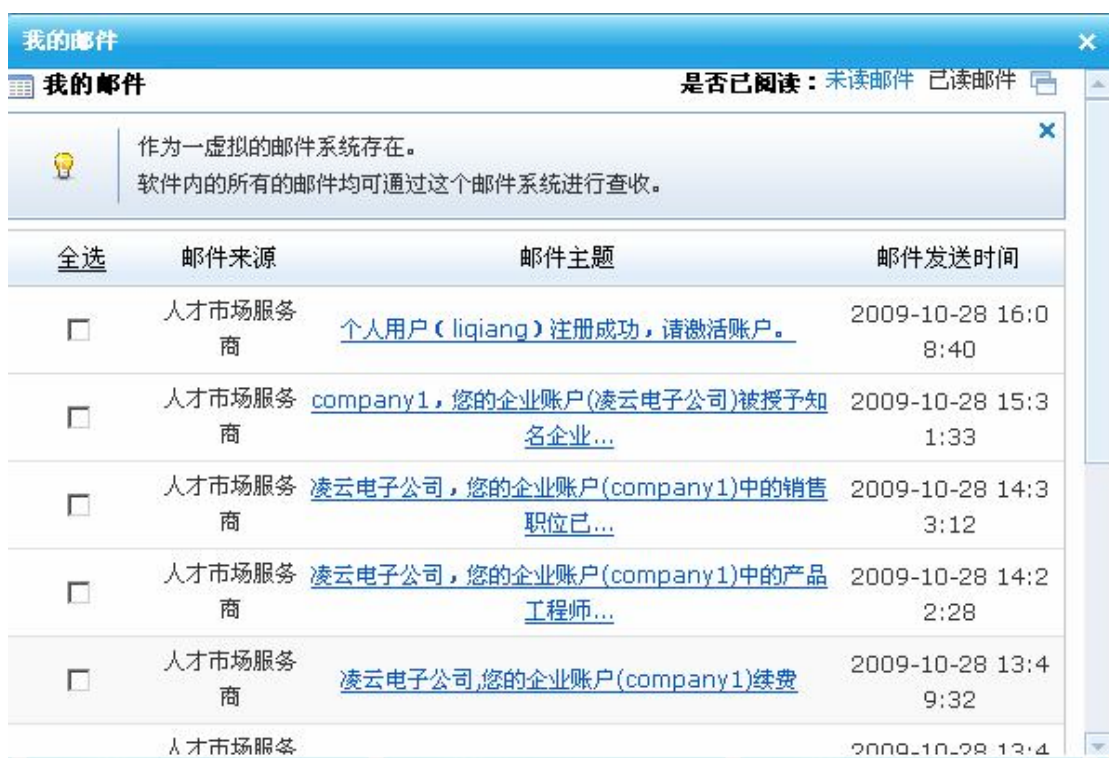 我的邮件
我的邮件 是否已阅读：未读邮件 已读邮件
作为一虚拟的邮件系统存在。
软件内的所有的邮件均可通过这个邮件系统进行查收。
全选 邮件来源 邮件主题 邮件发送时间
人才市场服务商 个人用户（liqiang）注册成功，请激活账户。 2009-10-28 16:08:40
人才市场服务 company1，您的企业账户(凌云电子公司)被授予知 2009-10-28 15:3
商 名企业... 1:33
人才市场服务 凌云电子公司，您的企业账户(company1)中的销售 2009-10-28 14:3
商 职位已... 3:12
人才市场服务 凌云电子公司，您的企业账户(company1)中的产品 2009-10-28 14:2
商 工程师... 2:28
人才市场服务 凌云电子公司,您的企业账户(company1)续费 2009-10-28 13:4
商 9:32
人才市场服务 2009-10-28 13:4